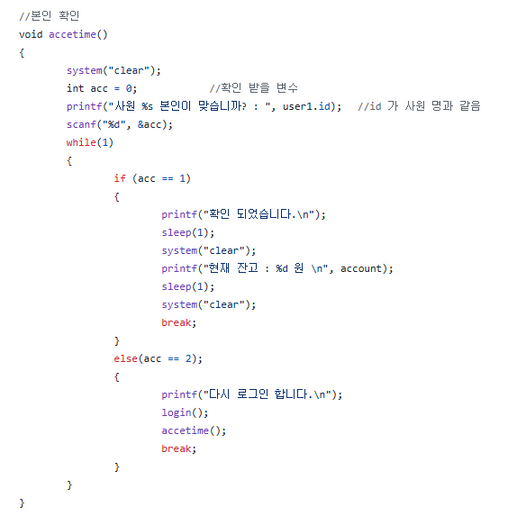 //본인 확인
void accetime()
{
system("clear");
int acc = 0; //확인 받을 변수
printf("사원 %s 본인이 맞습니까? : ", user1.id); //id 가 사원 명과 같음
scanf("%d", &acc);
while(1)
{
if (acc == 1)
{
printf("확인 되었습니다.\n");
sleep(1);
system("clear");
printf("현재 잔고 : %d 원 \n", account);
sleep(1);
system("clear");
break;
}
else(acc == 2);
{
printf("다시 로그인 합니다.\n");
login();
accetime();
break;
}
}
}